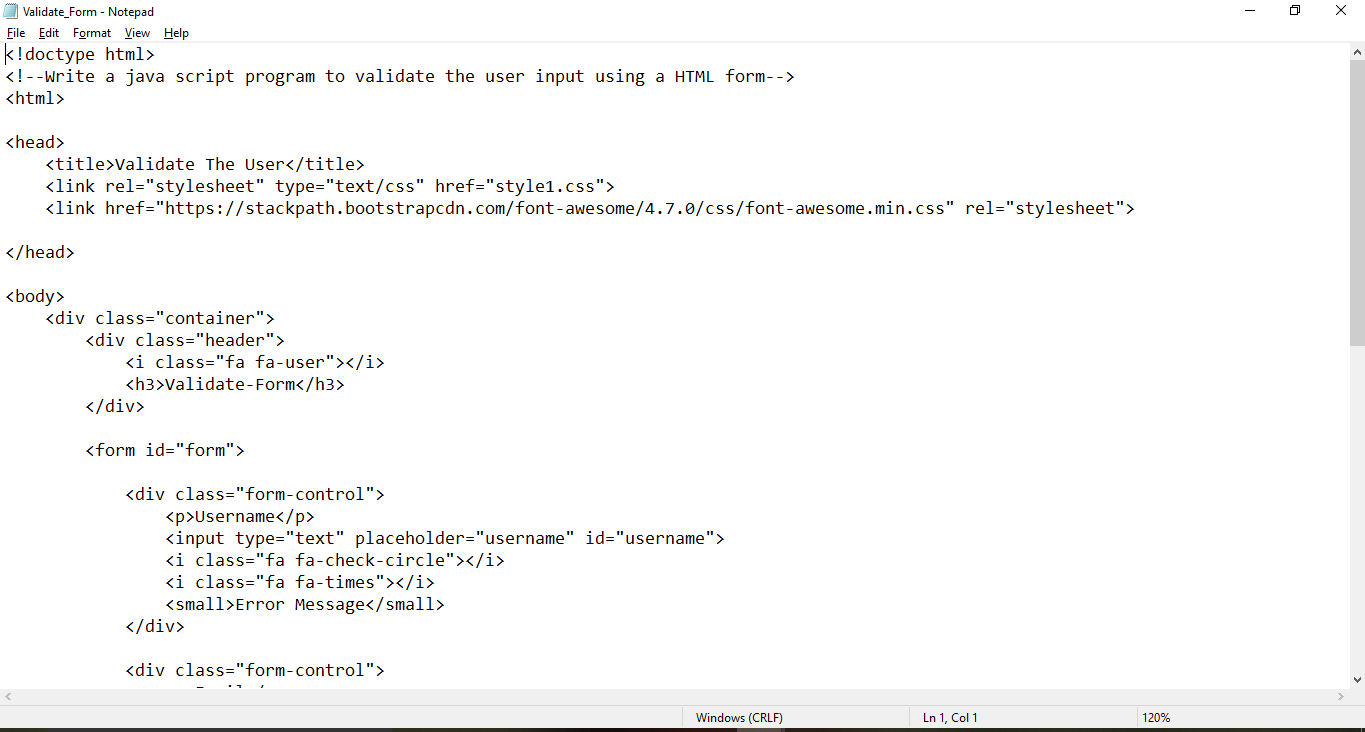 Validate_Form - Notepad
File Edit Format View Help
<!doctype html>
<!--Write a java script program to validate the user input using a HTML form-->
<html>
<head>
<title>Validate The User</title>
<link rel="stylesheet" type="text/css" href="style1.css">
<link href="https://stackpath.bootstrapcdn.com/font-awesome/4.7.0/css/font-awesome.min.css" rel="stylesheet">
</head>
<body>
<div class="container">
<div class="header">
<i class="fa fa-user"></i>
<h3>Validate-Form</h3>
</div>
<form id="form">
<div class="form-control">
<p>Username</p>
<input type="text" placeholder="username" id="username">
<i class="fa fa-check-circle"></i>
<i class="fa fa-times"></i>
<small>Error Message</small>
</div>
<div class="form-control">
Windows (CRLF) Ln 1, Col 1 120%